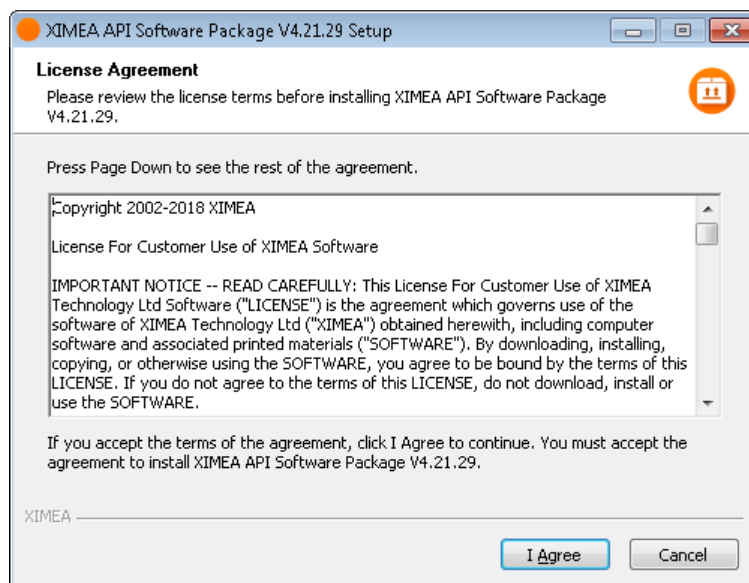 XIMEA API Software Package V4.21.29 Setup
License Agreement
Please review the license terms before installing XIMEA API Software Package
V4.21.29.
Press Page Down to see the rest of the agreement.
Copyright 2002-2018 XIMEA
License For Customer Use of XIMEA Software
IMPORTANT NOTICE -- READ CAREFULLY: This License For Customer Use of XIMEA
Technology Ltd Software ("LICENSE") is the agreement which governs use of the
software of XIMEA Technology Ltd ("XIMEA") obtained herewith, including computer
software and associated printed materials ("SOFTWARE"). By downloading, installing,
copying, or otherwise using the SOFTWARE, you agree to be bound by the terms of this
LICENSE. If you do not agree to the terms of this LICENSE, do not download, install or
use the SOFTWARE.
If you accept the terms of the agreement, click I Agree to continue. You must accept the
agreement to install XIMEA API Software Package V4.21.29.
XIMEA
I Agree
Cancel